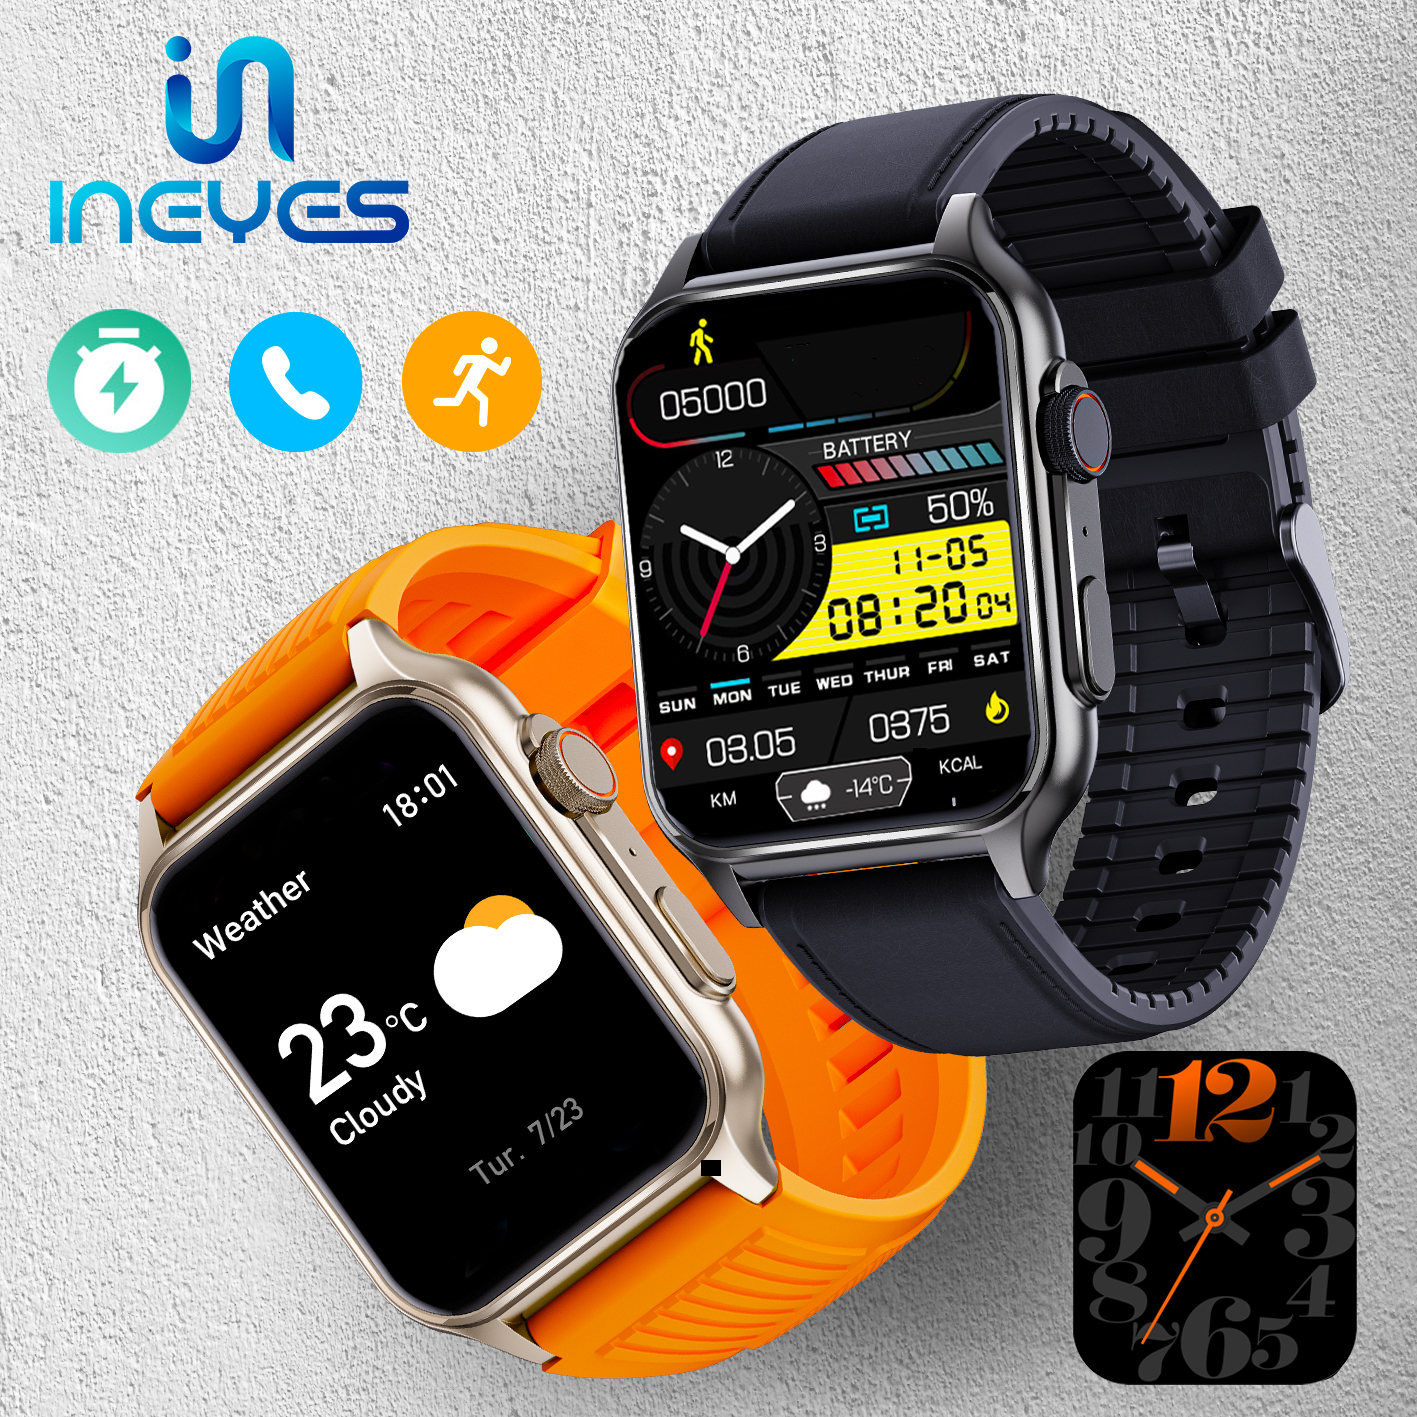 in
INEYES
05000
BATTERY
50%
12
3
6
9
11-05
08:20 04
SUN MON TUE WED THUR FRI SAT
03.05
0375
KM
-14°C
KCAL
18:01
Weather
23°C
Cloudy
Tur. 7/23
11 12 1
10 2
9 3
8 4
7 6 5